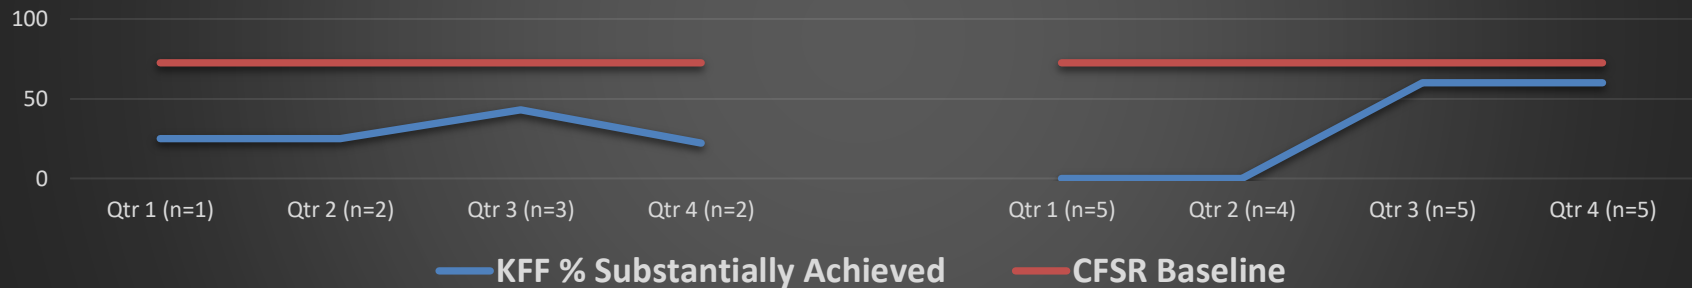 100
50
0
Qtr 1 (n=1) Qtr 2 (n=2) Qtr 3 (n=3) Qtr 4 (n=2) Qtr 1 (n=5) Qtr 2 (n=4) Qtr 3 (n=5) Qtr 4 (n=5)
KFF % Substantially Achieved CFSR Baseline